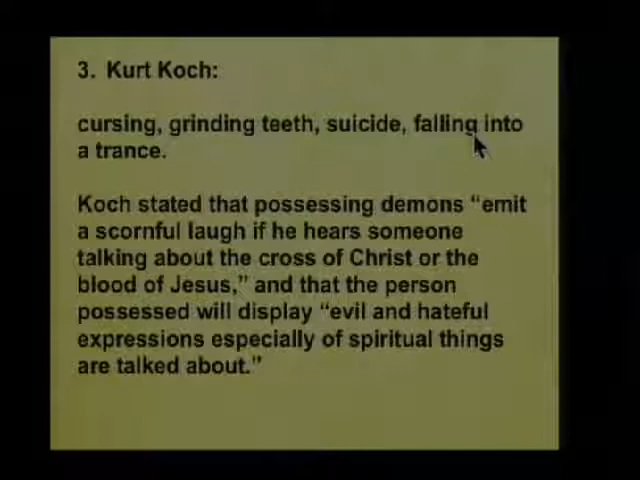 3. Kurt Koch:
cursing, grinding teeth, suicide, falling into
a trance.
Koch stated that possessing demons “emit
a scornful laugh if he hears someone
talking about the cross of Christ or the
blood of Jesus,” and that the person
possessed will display “evil and hateful
expressions especially of spiritual things
are talked about.”